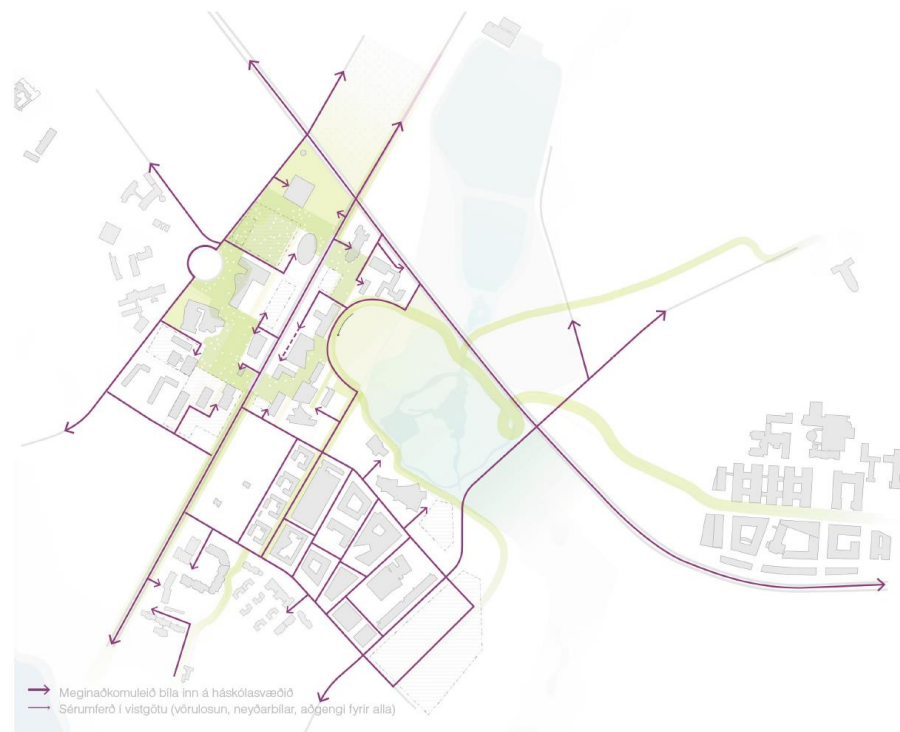 Meginaðkomuleið bíla inn á háskólasvæðið
Sérumferð í vistgötu (vörulosun, neyðarbílar, aðgengi fyrir alla)